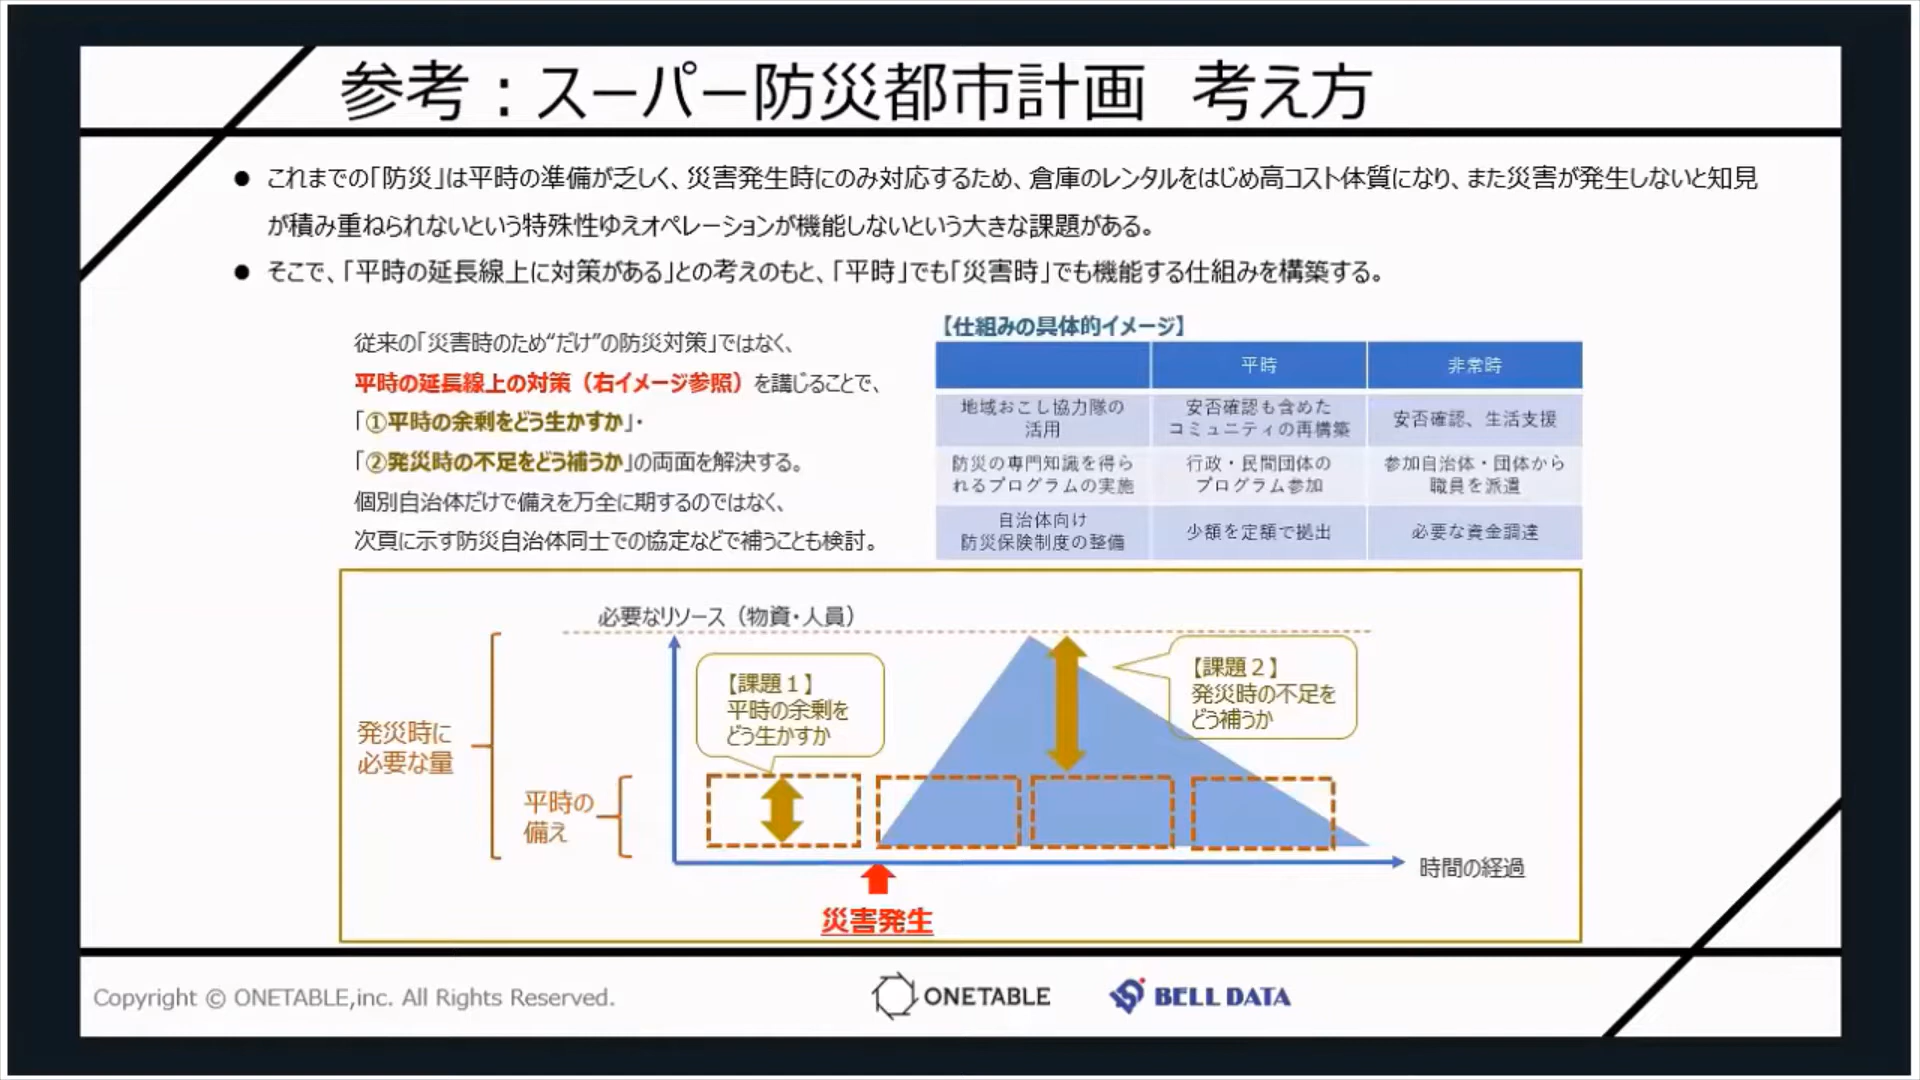 参考：スーパー防災都市計画　考え方
● これまでの「防災」は平時の準備が乏しく、災害発生時にのみ対応するため、倉庫のレンタルをはじめ高コスト体質になり、また災害が発生しないと知見
が積み重ねられないという特殊性ゆえオペレーションが機能しないという大きな課題がある。
● そこで、「平時の延長線上に対策がある」との考えのもと、「平時」でも「災害時」でも機能する仕組みを構築する。
従来の「災害時のため“だけ”の防災対策」ではなく、
平時の延長線上の対策（右イメージ参照）を講じることで、
「①平時の余剰をどう生かすか」・
「②発災時の不足をどう補うか」の両面を解決する。
個別自治体だけで備えを万全に期するのではなく、
次頁に示す防災自治体同士での協定などで補うことも検討。
【仕組みの具体的イメージ】
平時
非常時
地域おこし協力隊の
活用
安否確認も含めた
コミュニティの再構築
安否確認、生活支援
防災の専門知識を得ら
れるプログラムの実施
行政・民間団体の
プログラム参加
参加自治体・団体から
職員を派遣
自治体向け
防災保険制度の整備
少額を定額で拠出
必要な資金調達
必要なリソース（物資・人員）
【課題１】
平時の余剰を
どう生かすか
【課題２】
発災時の不足を
どう補うか
発災時に
必要な量
平時の
備え
時間の経過
災害発生
Copyright © ONETABLE,inc. All Rights Reserved.
ONETABLE
BELL DATA